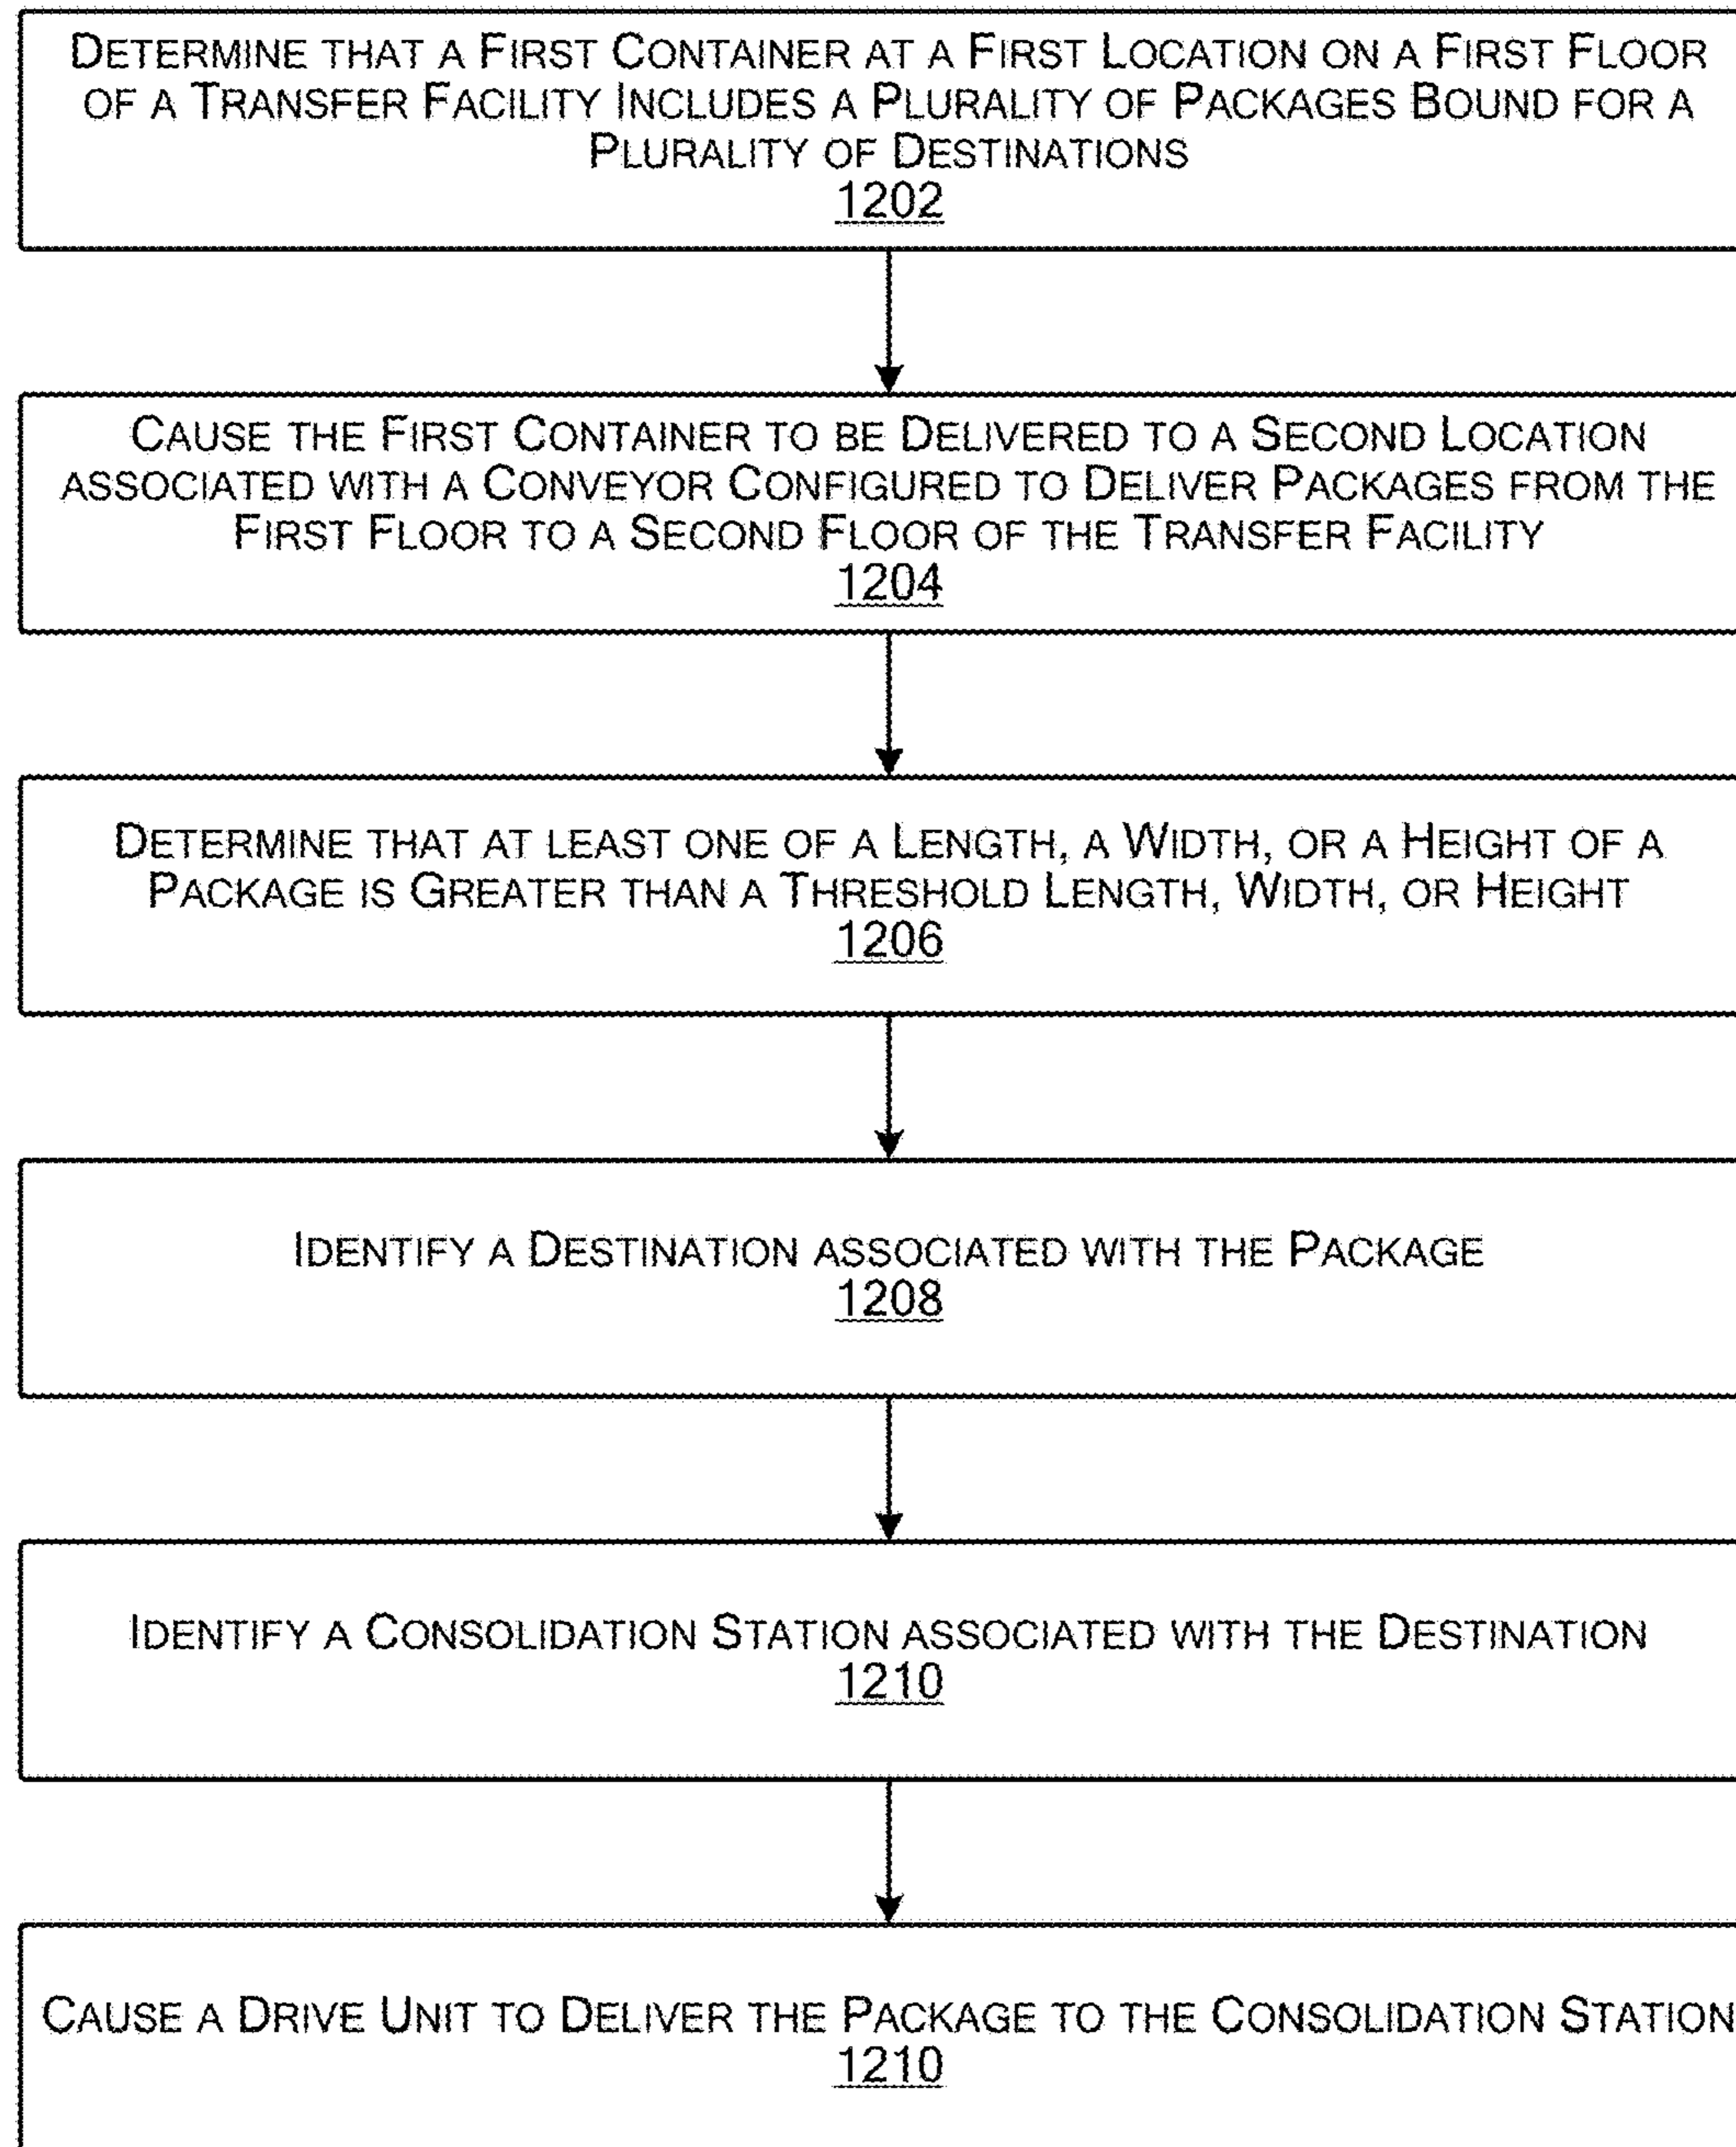 DETERMINE THAT A FIRST CONTAINER AT A FIRST LOCATION ON A FIRST FLOOR
OF A TRANSFER FACILITY INCLUDES A PLURALITY OF PACKAGES BOUND FOR A
PLURALITY OF DESTINATIONS
1202
CAUSE THE FIRST CONTAINER TO BE DELIVERED TO A SECOND LOCATION
ASSOCIATED WITH A CONVEYOR CONFIGURED TO DELIVER PACKAGES FROM THE
FIRST FLOOR TO A SECOND FLOOR OF THE TRANSFER FACILITY
1204
DETERMINE THAT AT LEAST ONE OF A LENGTH, A WIDTH, OR A HEIGHT OF A
PACKAGE IS GREATER THAN A THRESHOLD LENGTH, WIDTH, OR HEIGHT
1206
IDENTIFY A DESTINATION ASSOCIATED WITH THE PACKAGE
1208
IDENTIFY A CONSOLIDATION STATION ASSOCIATED WITH THE DESTINATION
1210
CAUSE A DRIVE UNIT TO DELIVER THE PACKAGE TO THE CONSOLIDATION STATION
1210